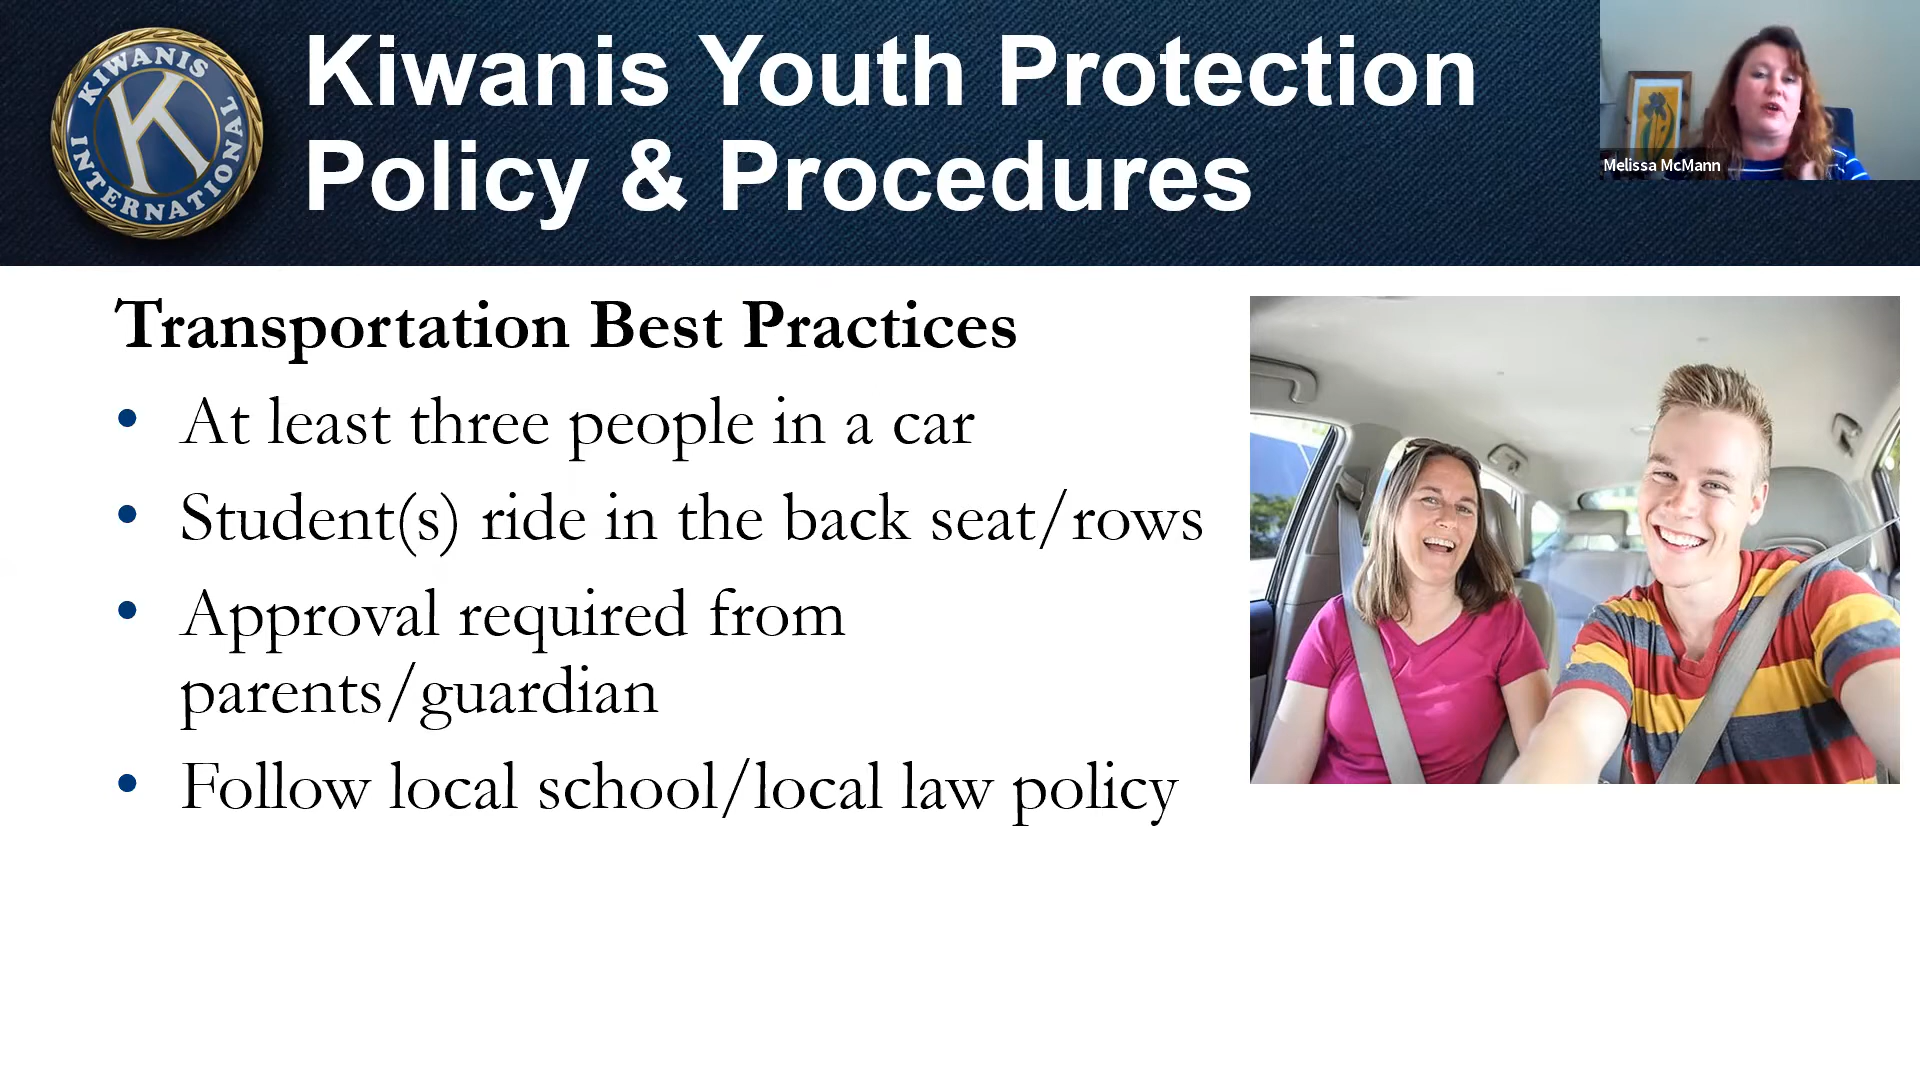 KIWANIS
K
INTERNATIONAL
Kiwanis Youth Protection
Policy & Procedures
Melissa McMann
Transportation Best Practices
• At least three people in a car
• Student(s) ride in the back seat/rows
• Approval required from
parents/guardian
• Follow local school/local law policy